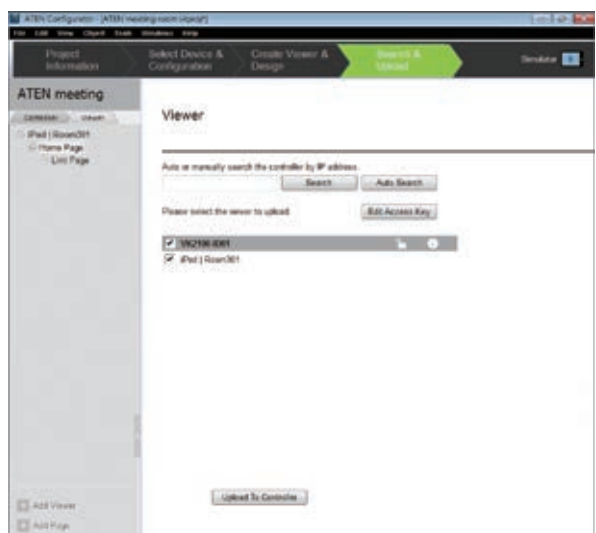 ATEN Configurator - [ATEN meeting room
File Edit View Object Tools Windows Help
Project Information
Select Device & Configuration
Create Viewer & Design
Search & Upload
Simulator
ATEN meeting
Controller Viewer
iPad | Room301
Home Page
Link Page
Viewer
Auto or manually search the controller by IP address.
Search Auto Search
Please select the viewer to upload.
Edit Access Key
VK2100-ID01
iPad | Room301
Upload To Controller
Add Viewer
Add Page